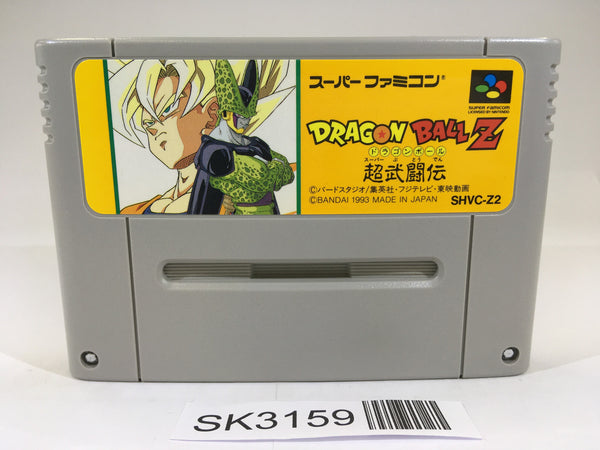 スーパーファミコン®
SUPER FAMICOM
LICENSED BY NINTENDO
DRAGON BALL Z
ドラゴンボール
スーパー ぶ とう でん
超武闘伝
©バードスタジオ/集英社・フジテレビ・東映動画
©BANDAI 1993 MADE IN JAPAN
SHVC-Z2
SK3159